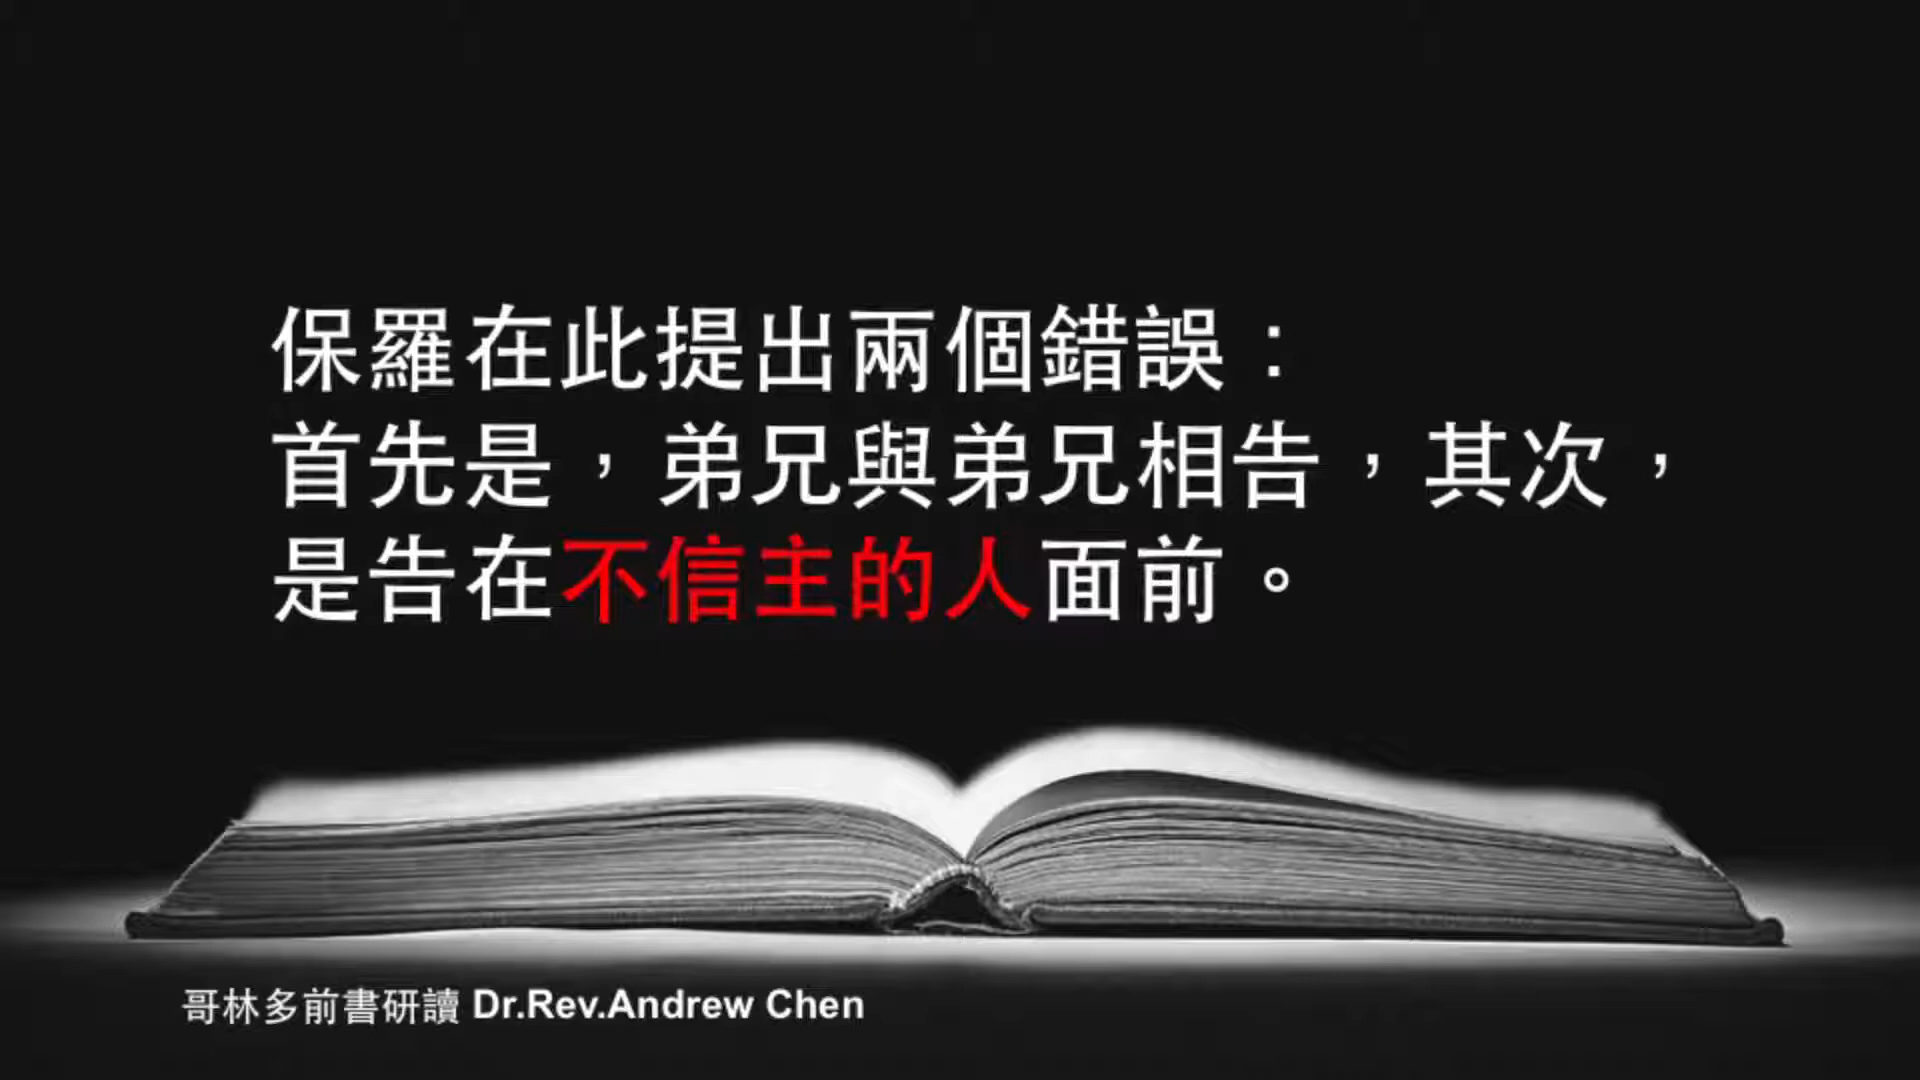 保羅在此提出兩個錯誤：
首先是，弟兄與弟兄相告，其次，
是告在不信主的人面前。
哥林多前書研讀 Dr.Rev.Andrew Chen